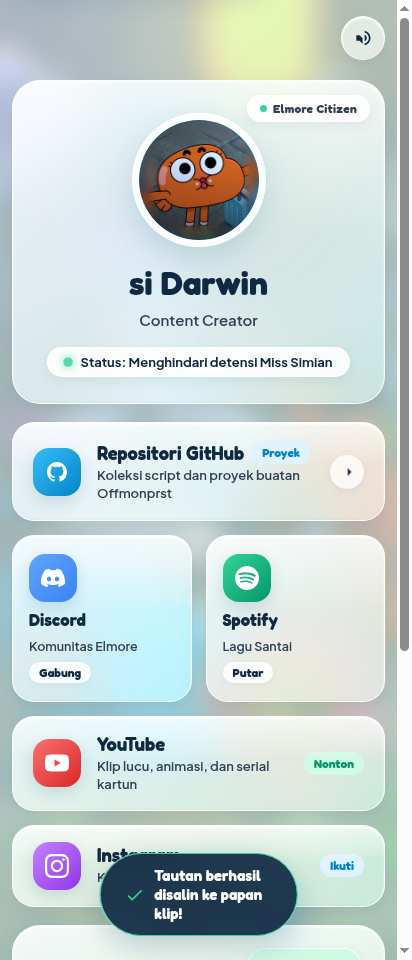 Elmore Citizen
si Darwin
Content Creator
Status: Menghindari detensi Miss Simian
Repositori GitHub
Proyek
Koleksi script dan proyek buatan
Offmonprst
Discord
Komunitas Elmore
Gabung
Spotify
Lagu Santai
Putar
YouTube
Klip lucu, animasi, dan serial
kartun
Nonton
Ikuti
Tautan berhasil
disalin ke papan
klip!